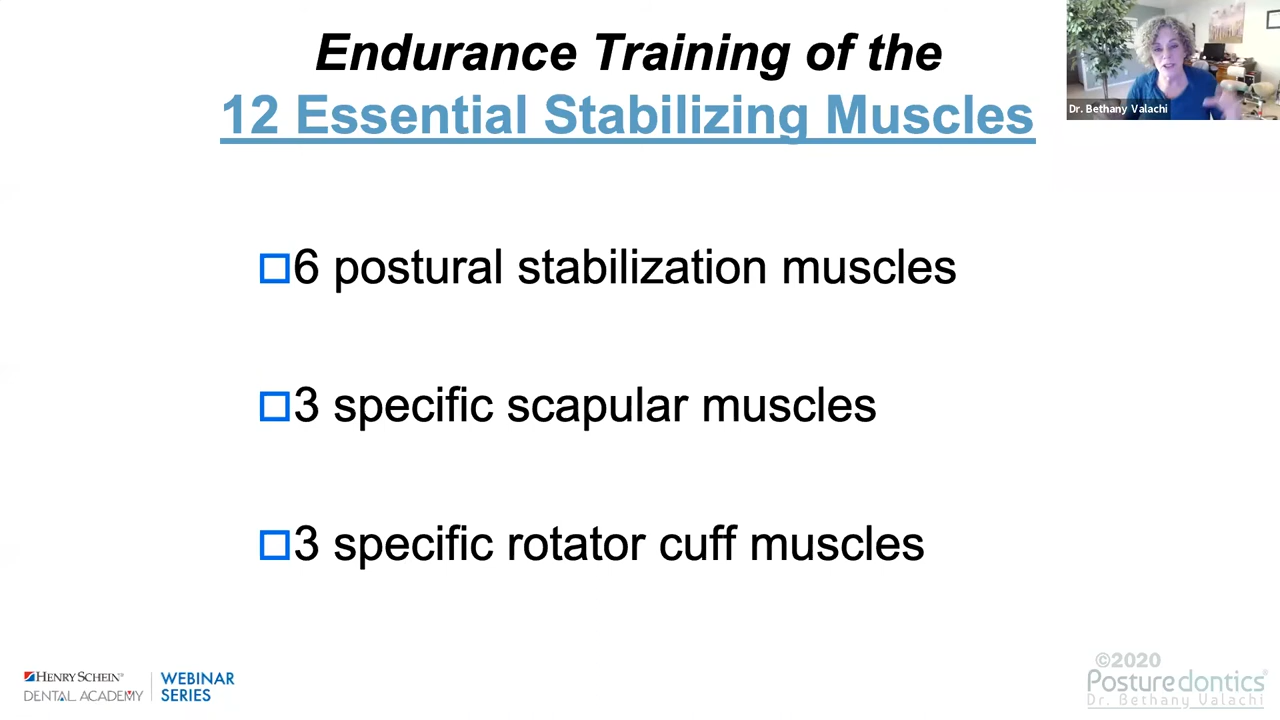 Endurance Training of the
12 Essential Stabilizing Muscles
Dr. Bethany Valachi
6 postural stabilization muscles
3 specific scapular muscles
3 specific rotator cuff muscles
HENRY SCHEIN®
DENTAL ACADEMY
WEBINAR
SERIES
©2020
Posturedontics®
Dr. Bethany Valachi